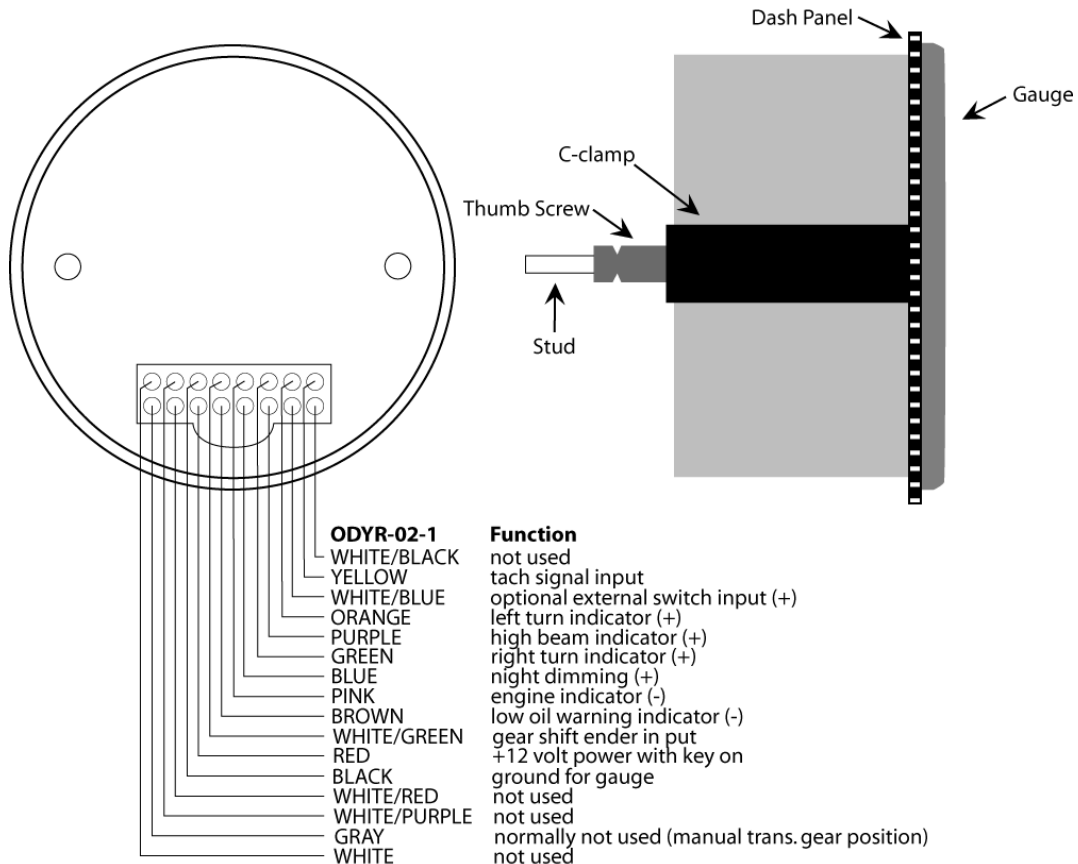 Dash Panel
Gauge
C-clamp
Thumb Screw
Stud
ODYR-02-1 Function
WHITE/BLACK not used
YELLOW tach signal input
WHITE/BLUE optional external switch input (+)
ORANGE left turn indicator (+)
PURPLE high beam indicator (+)
GREEN right turn indicator (+)
BLUE night dimming (+)
PINK engine indicator (-)
BROWN low oil warning indicator (-)
WHITE/GREEN gear shift ender in put
RED +12 volt power with key on
BLACK ground for gauge
WHITE/RED not used
WHITE/PURPLE not used
GRAY normally not used (manual trans. gear position)
WHITE not used